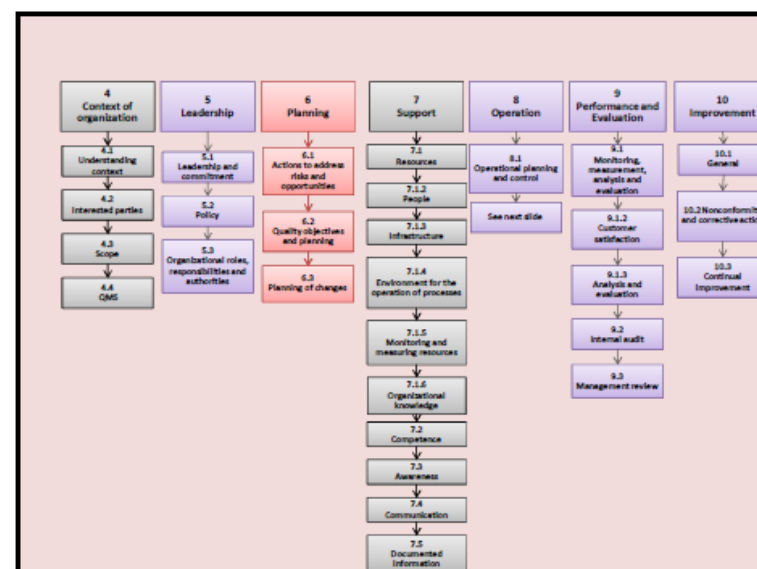 4
Context of
organization
4.1
Understanding
context
4.2
Interested parties
4.3
Scope
4.4
QMS
5
Leadership
5.1
Leadership and
commitment
5.2
Policy
5.3
Organizational roles,
responsibilities and
authorities
6
Planning
6.1
Actions to address
risks and
opportunities
6.2
Quality objectives
and planning
6.3
Planning of changes
7
Support
7.1
Resources
7.1.2
People
7.1.3
Infrastructure
7.1.4
Environment for the
operation of processes
7.1.5
Monitoring and
measuring resources
7.1.6
Organizational
knowledge
7.2
Competence
7.3
Awareness
7.4
Communication
7.5
Documented
Information
8
Operation
8.1
Operational planning
and control
See next slide
9
Performance and
Evaluation
9.1
Monitoring,
measurement,
analysis and
evaluation
9.1.2
Customer
satisfaction
9.1.3
Analysis and
evaluation
9.2
Internal audit
9.3
Management review
10
Improvement
10.1
General
10.2 Nonconformit
and corrective actio
10.3
Continual
Improvement